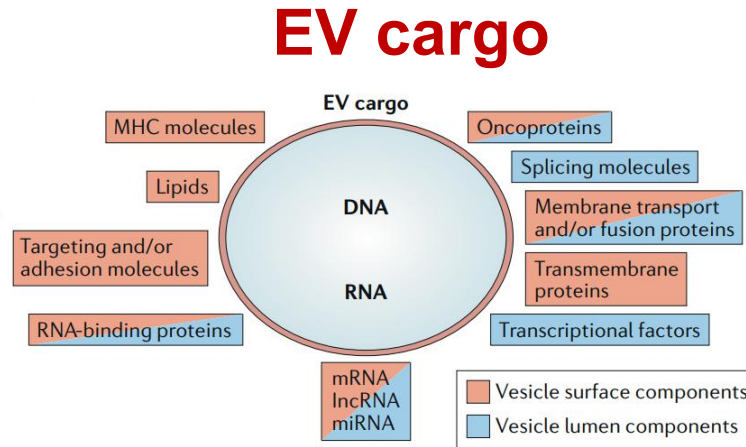 EV cargo
EV cargo
MHC molecules
Lipids
Targeting and/or
adhesion molecules
RNA-binding proteins
DNA
RNA
mRNA
lncRNA
miRNA
Oncoproteins
Splicing molecules
Membrane transport
and/or fusion proteins
Transmembrane
proteins
Transcriptional factors
Vesicle surface components
Vesicle lumen components